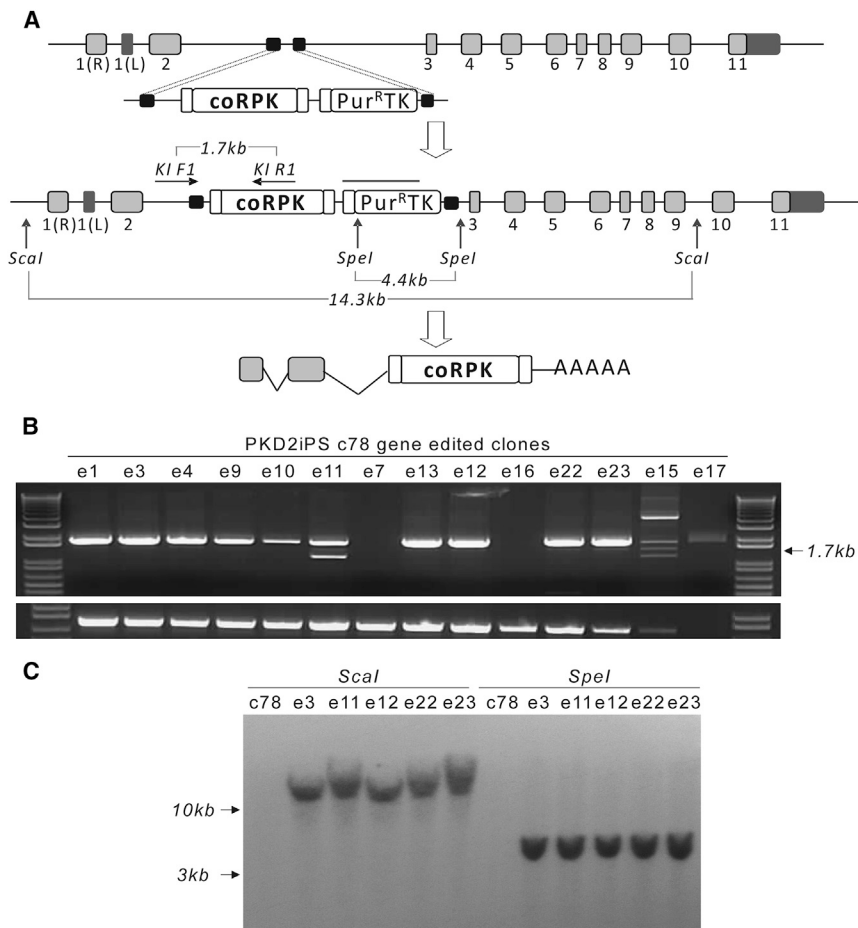 A
1(R) 1(L) 2 3 4 5 6 7 8 9 10 11
coRPK PurᴿTK
1.7kb
KI F1 KI R1
coRPK PurᴿTK
1(R) 1(L) 2 3 4 5 6 7 8 9 10 11
ScaI SpeI SpeI ScaI
4.4kb
14.3kb
coRPK AAAAA
B
PKD2iPS c78 gene edited clones
e1 e3 e4 e9 e10 e11 e7 e13 e12 e16 e22 e23 e15 e17
1.7kb
C
ScaI SpeI
c78 e3 e11 e12 e22 e23 c78 e3 e11 e12 e22 e23
10kb
3kb